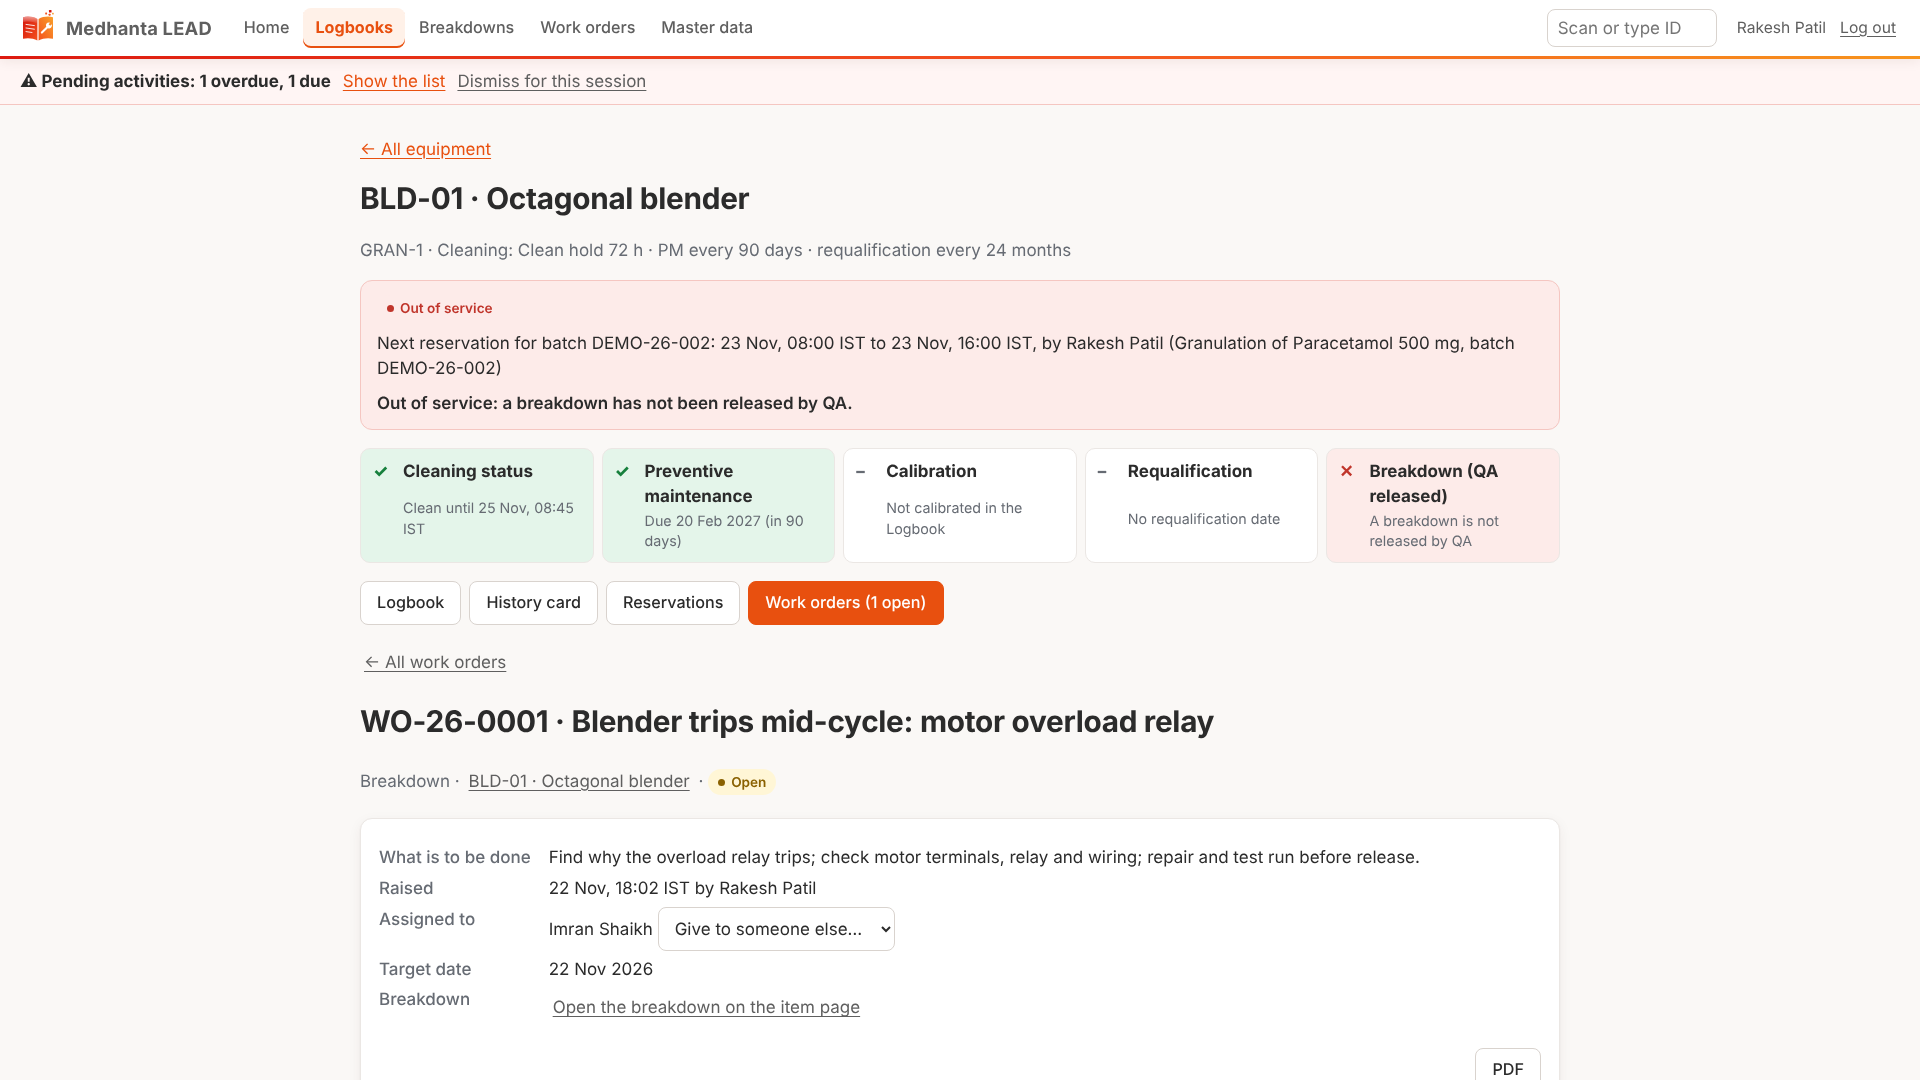 Medhanta LEAD
Home
Logbooks
Breakdowns
Work orders
Master data
Scan or type ID
Rakesh Patil
Log out
⚠ Pending activities: 1 overdue, 1 due
Show the list
Dismiss for this session
← All equipment
BLD-01 · Octagonal blender
GRAN-1 · Cleaning: Clean hold 72 h · PM every 90 days · requalification every 24 months
Out of service
Next reservation for batch DEMO-26-002: 23 Nov, 08:00 IST to 23 Nov, 16:00 IST, by Rakesh Patil (Granulation of Paracetamol 500 mg, batch
DEMO-26-002)
Out of service: a breakdown has not been released by QA.
✓ Cleaning status
Clean until 25 Nov, 08:45
IST
✓ Preventive
maintenance
Due 20 Feb 2027 (in 90
days)
– Calibration
Not calibrated in the
Logbook
– Requalification
No requalification date
✕ Breakdown (QA
released)
A breakdown is not
released by QA
Logbook
History card
Reservations
Work orders (1 open)
← All work orders
WO-26-0001 · Blender trips mid-cycle: motor overload relay
Breakdown · BLD-01 · Octagonal blender · Open
What is to be done Find why the overload relay trips; check motor terminals, relay and wiring; repair and test run before release.
Raised 22 Nov, 18:02 IST by Rakesh Patil
Assigned to Imran Shaikh Give to someone else...
Target date 22 Nov 2026
Breakdown Open the breakdown on the item page
PDF